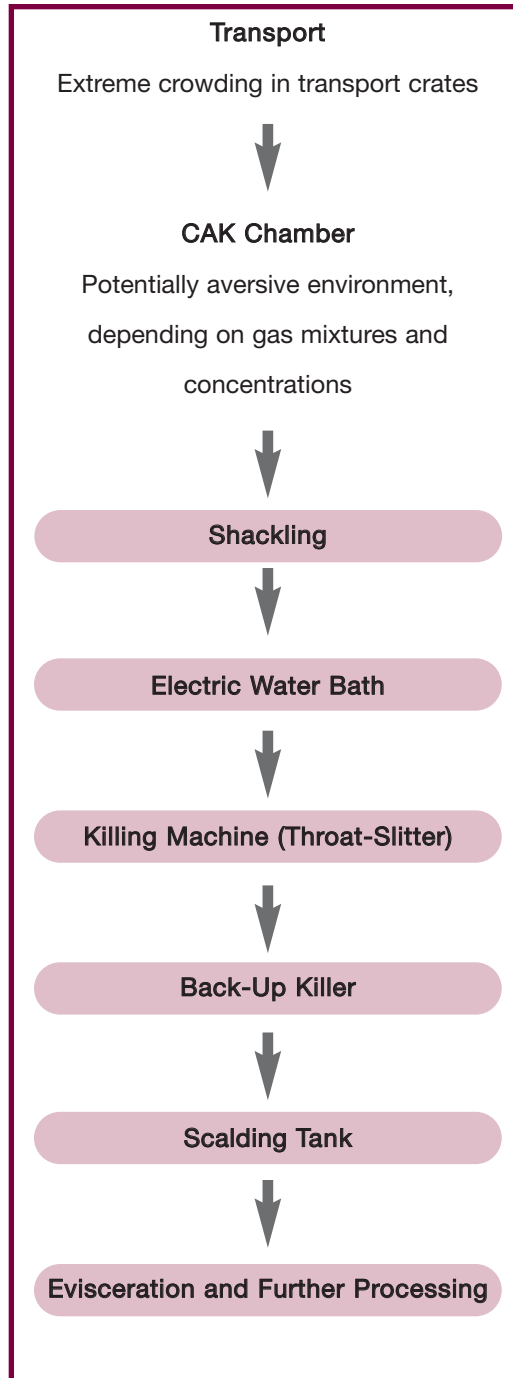 Transport
Extreme crowding in transport crates
CAK Chamber
Potentially aversive environment,
depending on gas mixtures and
concentrations
Shackling
Electric Water Bath
Killing Machine (Throat-Slitter)
Back-Up Killer
Scalding Tank
Evisceration and Further Processing